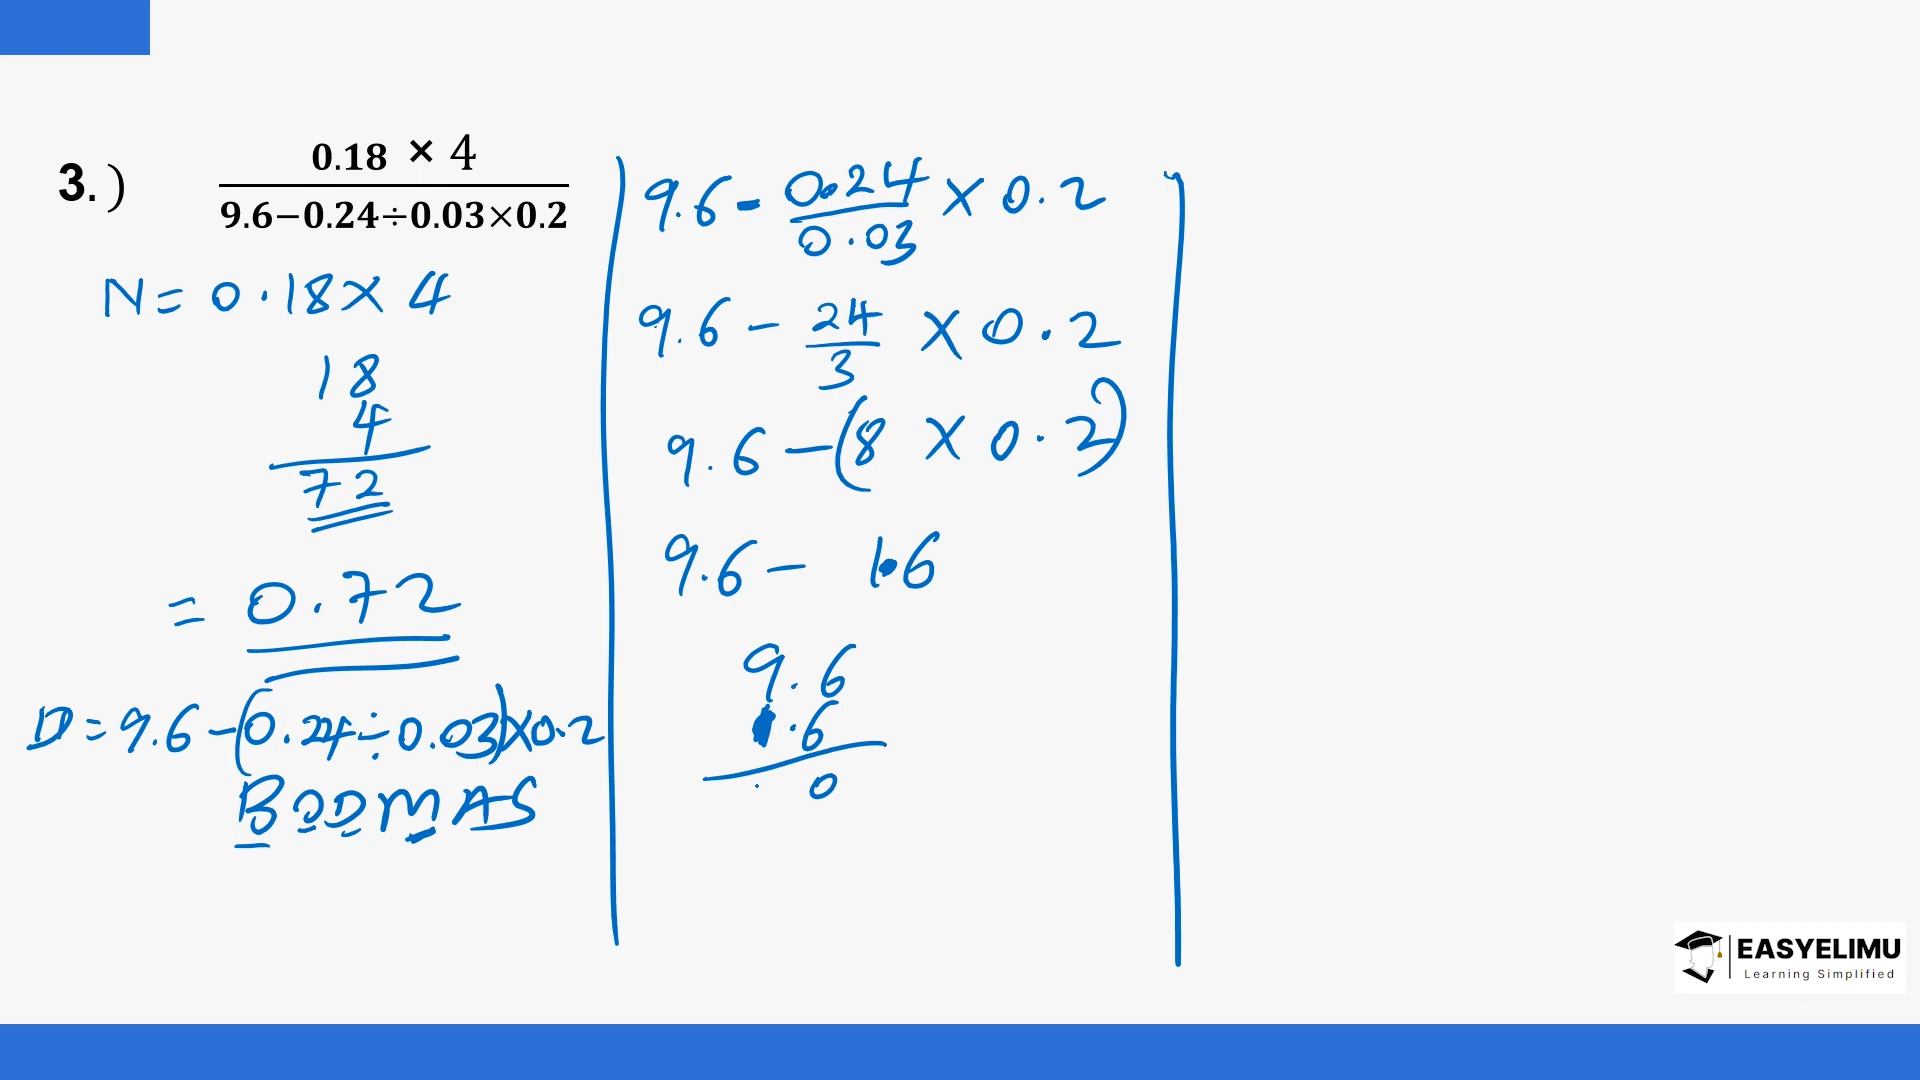 3.) 0.18 × 4
9.6−0.24÷0.03×0.2
N = 0.18 × 4
18
4
72
= 0.72
D = 9.6 − (0.24 ÷ 0.03) × 0.2
BODMAS
9.6 - 0.24 × 0.2
0.03
9.6 − 24 × 0.2
3
9.6 − (8 × 0.2)
9.6 − 1.6
9.6
1.6
. 0
EASYELIMU
Learning Simplified